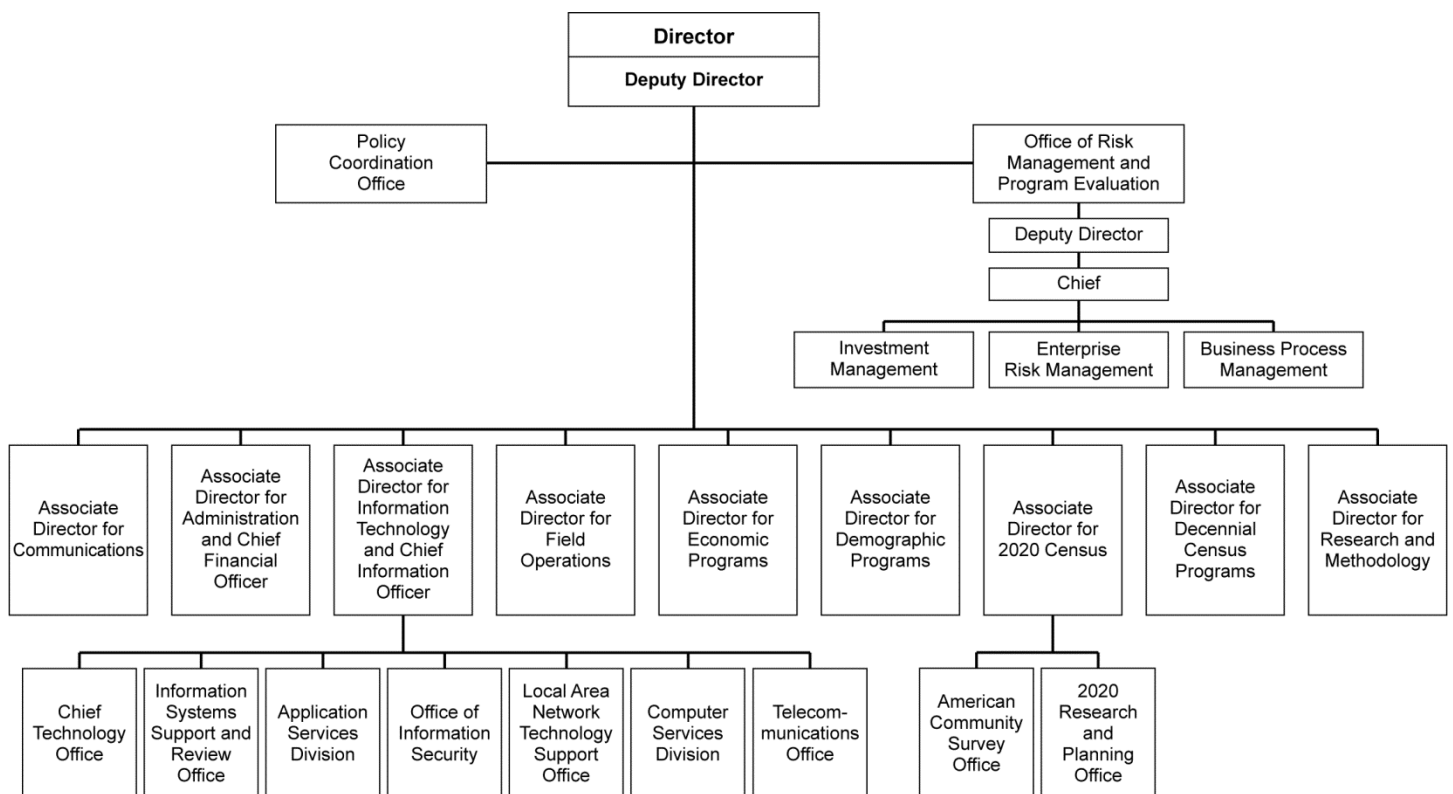 Director
Deputy Director
Policy
Coordination
Office
Office of Risk
Management and
Program Evaluation
Deputy Director
Chief
Investment
Management
Enterprise
Risk Management
Business Process
Management
Associate
Director for
Communications
Associate
Director for
Administration
and Chief
Financial
Officer
Associate
Director for
Information
Technology
and Chief
Information
Officer
Associate
Director for
Field
Operations
Associate
Director for
Economic
Programs
Associate
Director for
Demographic
Programs
Associate
Director for
2020 Census
Associate
Director for
Decennial
Census
Programs
Associate
Director for
Research and
Methodology
Chief
Technology
Office
Information
Systems
Support and
Review
Office
Application
Services
Division
Office of
Information
Security
Local Area
Network
Technology
Support
Office
Computer
Services
Division
Telecom-
munications
Office
American
Community
Survey
Office
2020
Research
and
Planning
Office